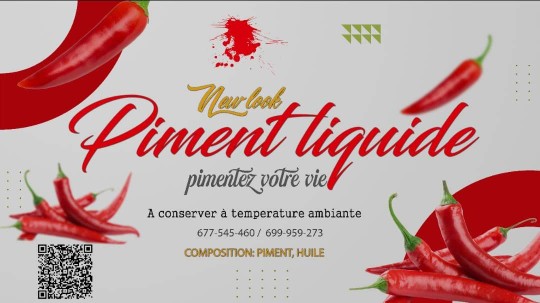 New look
Piment liquide
pimentez votre vie
A conserver à temperature ambiante
677-545-460 / 699-959-273
COMPOSITION: PIMENT, HUILE